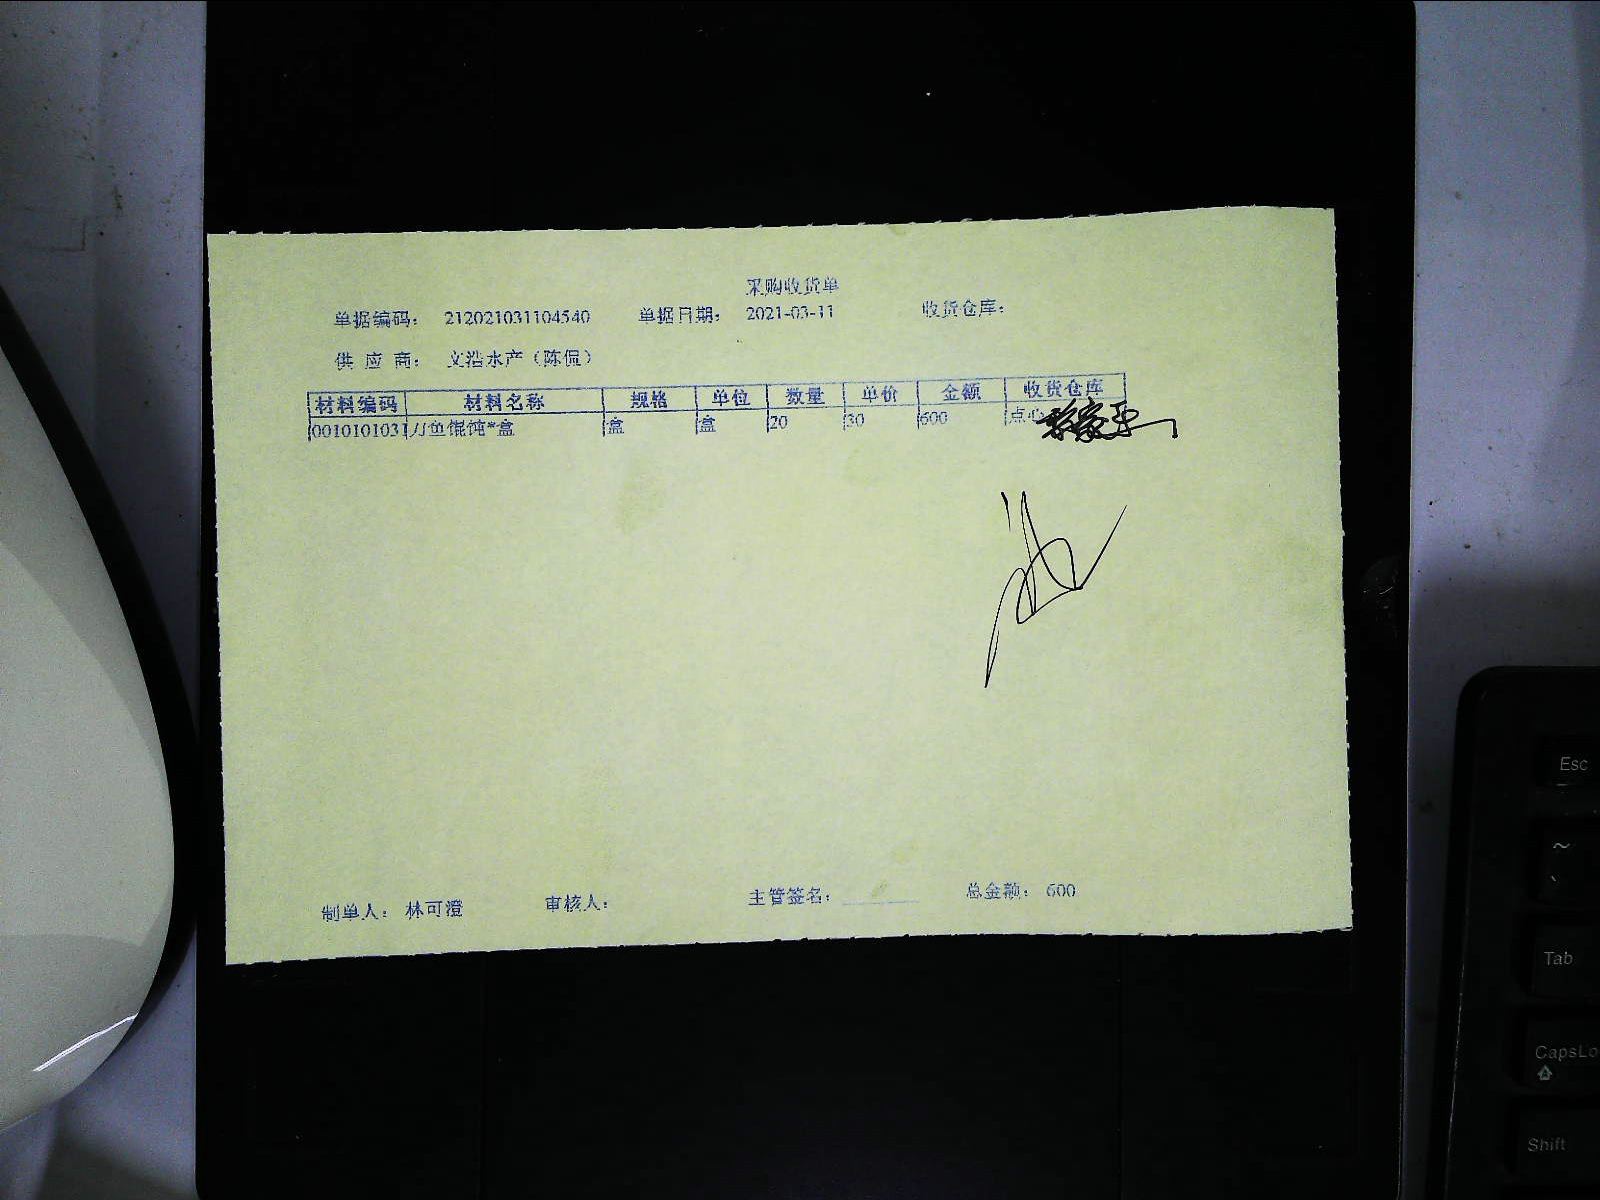 采购收货单
单据编码： 212021031104540 单据日期： 2021-03-11 收货仓库：
供 应 商： 文浩水产（陈侃）
材料编码 材料名称 规格 单位 数量 单价 金额 收货仓库
0010101031 刀鱼馄饨*盒 盒 盒 20 30 600 点心
制单人： 林可澄 审核人： 主管签名： 总金额： 600
Esc
~
Tab
CapsLo
Shift